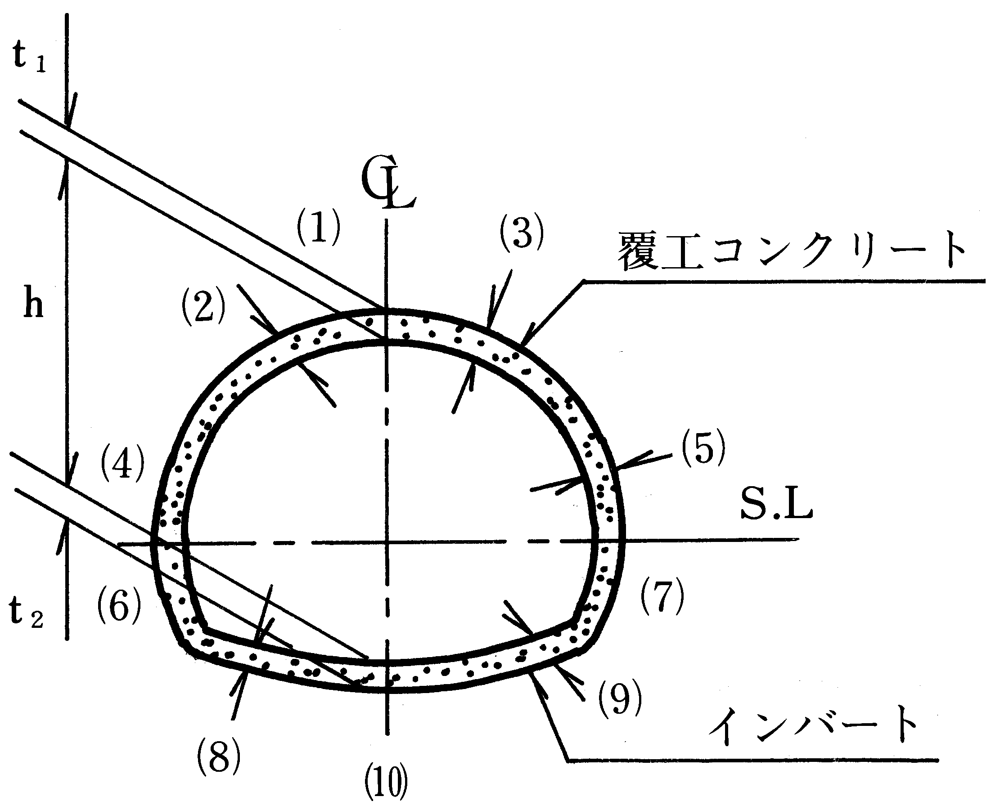 t1
CL
(1)
(3)
覆工コンクリート
(2)
h
(5)
(4)
S.L
(7)
(6)
t2
(9)
インバート
(8)
(10)